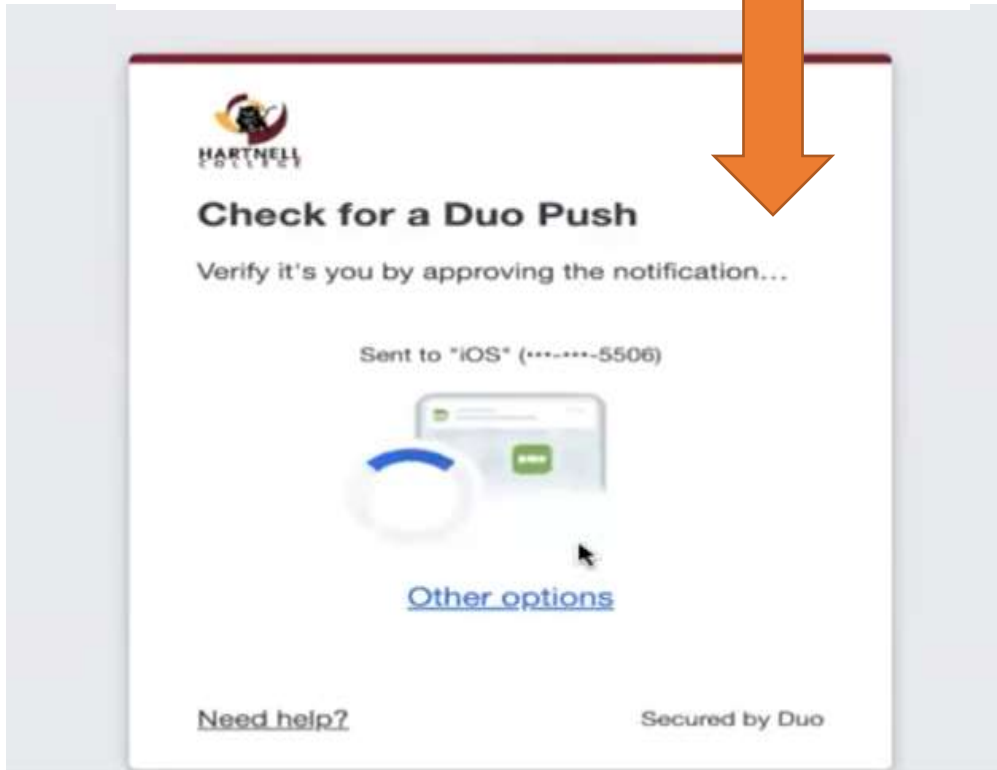 HARTNELL
COLLEGE
Check for a Duo Push
Verify it's you by approving the notification...
Sent to "iOS" (•••-•••-5506)
Other options
Need help?
Secured by Duo